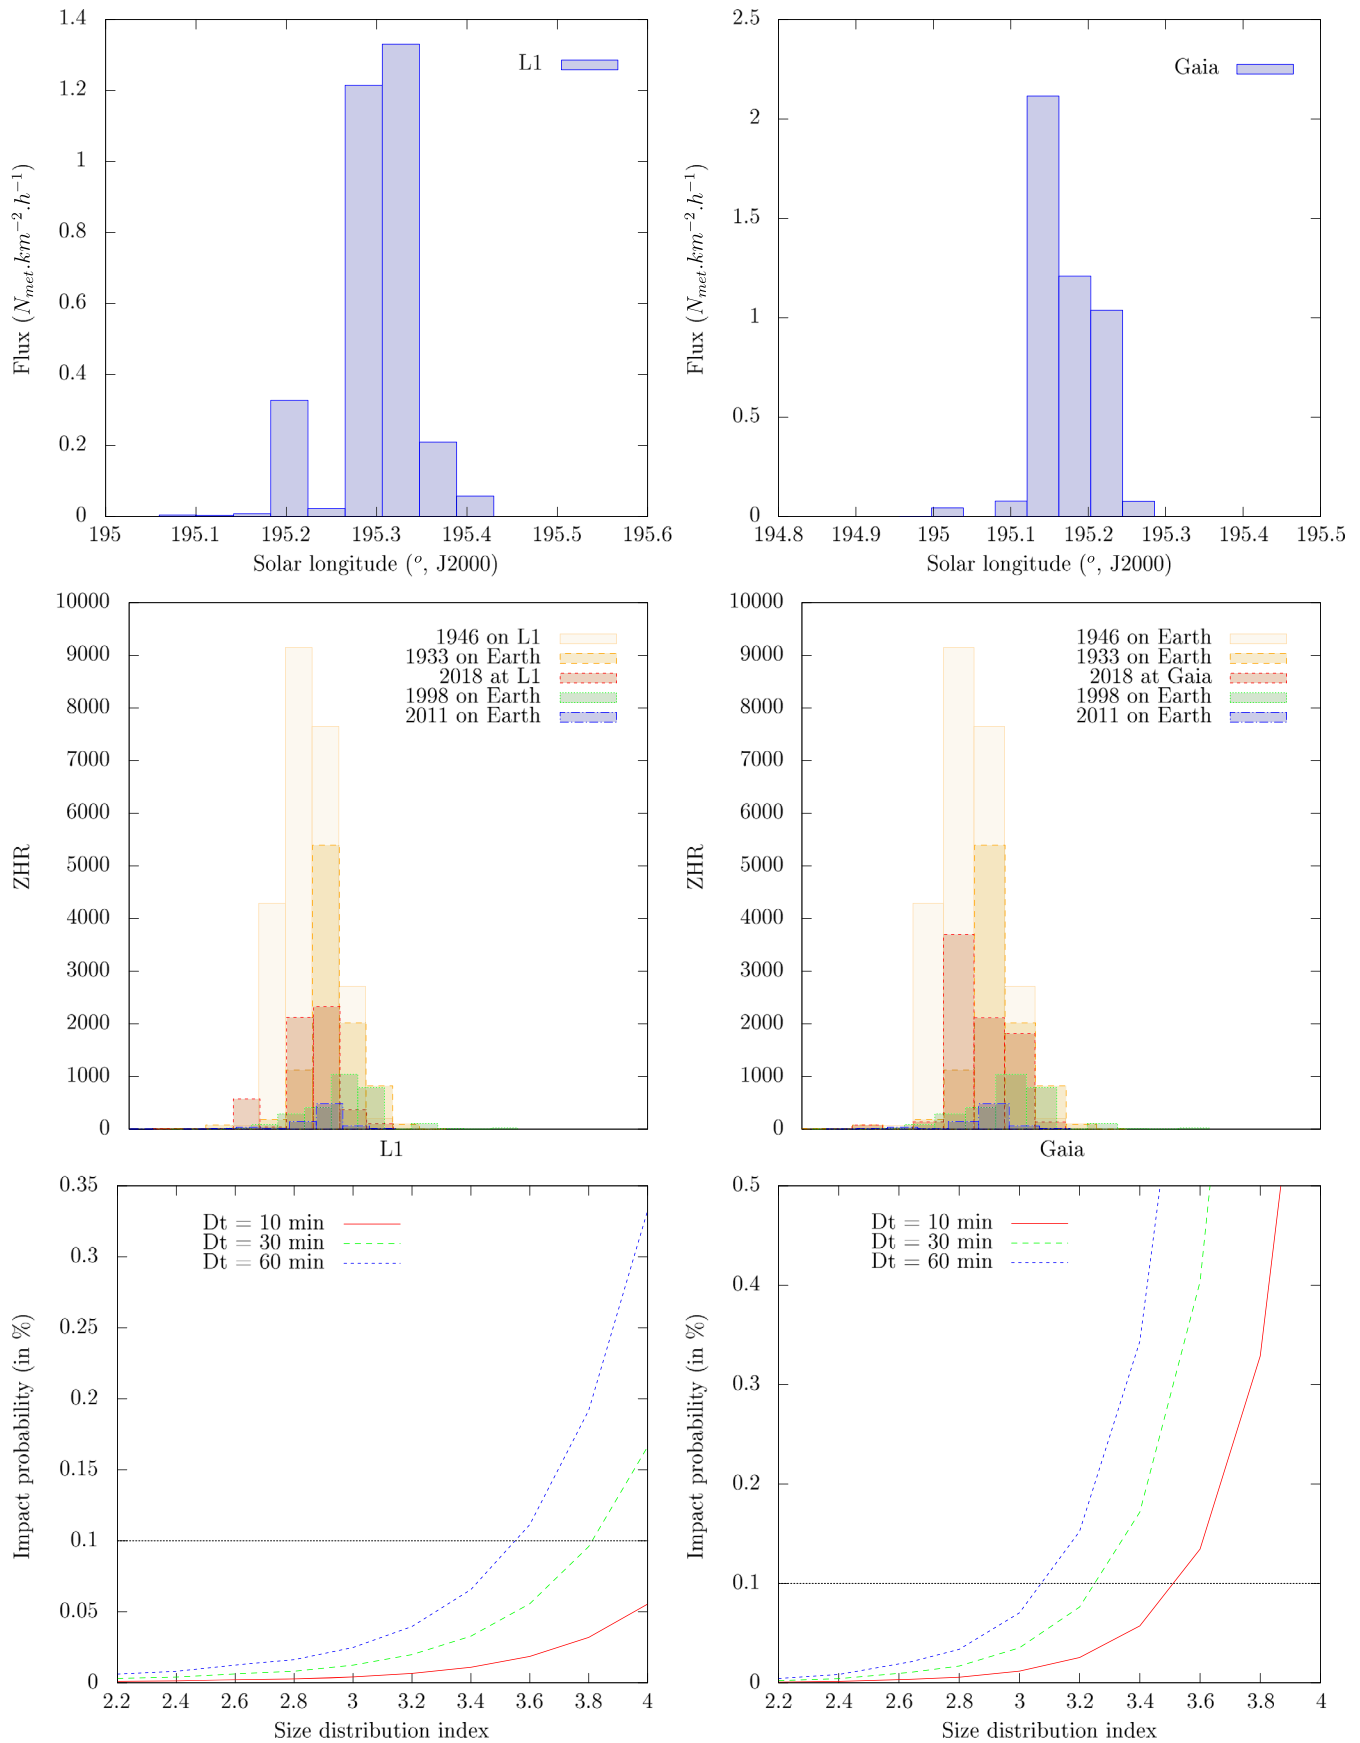 1.4
1.2
1
0.8
0.6
0.4
0.2
0
195 195.1 195.2 195.3 195.4 195.5 195.6
Flux (N_met.km^−2.h^−1)
Solar longitude (^o, J2000)
L1
2.5
2
1.5
1
0.5
0
194.8 194.9 195 195.1 195.2 195.3 195.4 195.5
Flux (N_met.km^−2.h^−1)
Solar longitude (^o, J2000)
Gaia
10000
9000
8000
7000
6000
5000
4000
3000
2000
1000
0
ZHR
1946 on L1
1933 on Earth
2018 at L1
1998 on Earth
2011 on Earth
L1
10000
9000
8000
7000
6000
5000
4000
3000
2000
1000
0
ZHR
1946 on Earth
1933 on Earth
2018 at Gaia
1998 on Earth
2011 on Earth
Gaia
0.35
0.3
0.25
0.2
0.15
0.1
0.05
0
2.2 2.4 2.6 2.8 3 3.2 3.4 3.6 3.8 4
Impact probability (in %)
Size distribution index
Dt = 10 min
Dt = 30 min
Dt = 60 min
0.5
0.4
0.3
0.2
0.1
0
2.2 2.4 2.6 2.8 3 3.2 3.4 3.6 3.8 4
Impact probability (in %)
Size distribution index
Dt = 10 min
Dt = 30 min
Dt = 60 min